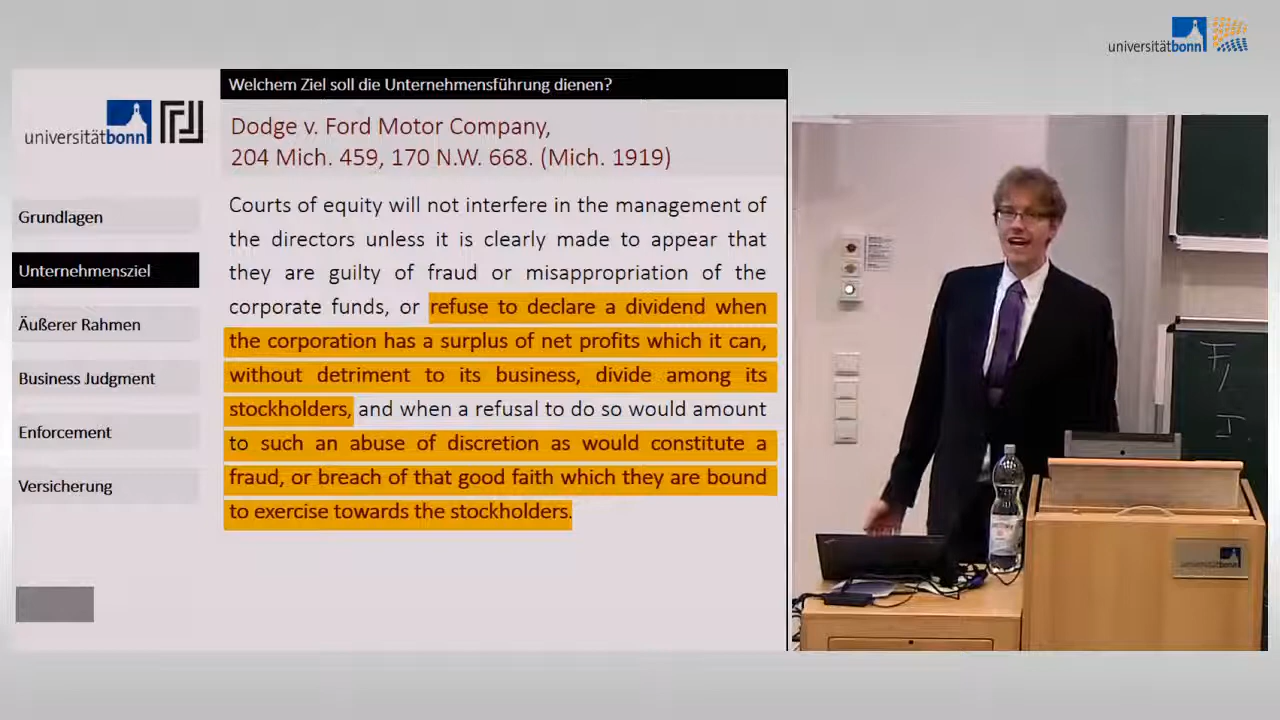 universitätbonn
Welchem Ziel soll die Unternehmensführung dienen?
universitätbonn
Dodge v. Ford Motor Company,
204 Mich. 459, 170 N.W. 668. (Mich. 1919)
Grundlagen
Unternehmensziel
Äußerer Rahmen
Business Judgment
Enforcement
Versicherung
Courts of equity will not interfere in the management of
the directors unless it is clearly made to appear that
they are guilty of fraud or misappropriation of the
corporate funds, or refuse to declare a dividend when
the corporation has a surplus of net profits which it can,
without detriment to its business, divide among its
stockholders, and when a refusal to do so would amount
to such an abuse of discretion as would constitute a
fraud, or breach of that good faith which they are bound
to exercise towards the stockholders.
F,
I.
universitätbonn